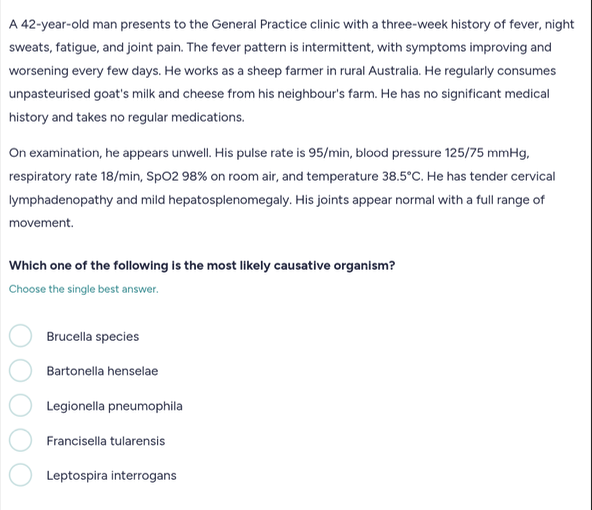 A 42-year-old man presents to the General Practice clinic with a three-week history of fever, night
sweats, fatigue, and joint pain. The fever pattern is intermittent, with symptoms improving and
worsening every few days. He works as a sheep farmer in rural Australia. He regularly consumes
unpasteurised goat's milk and cheese from his neighbour's farm. He has no significant medical
history and takes no regular medications.
On examination, he appears unwell. His pulse rate is 95/min, blood pressure 125/75 mmHg,
respiratory rate 18/min, SpO2 98% on room air, and temperature 38.5°C. He has tender cervical
lymphadenopathy and mild hepatosplenomegaly. His joints appear normal with a full range of
movement.
Which one of the following is the most likely causative organism?
Choose the single best answer.
Brucella species
Bartonella henselae
Legionella pneumophila
Francisella tularensis
Leptospira interrogans